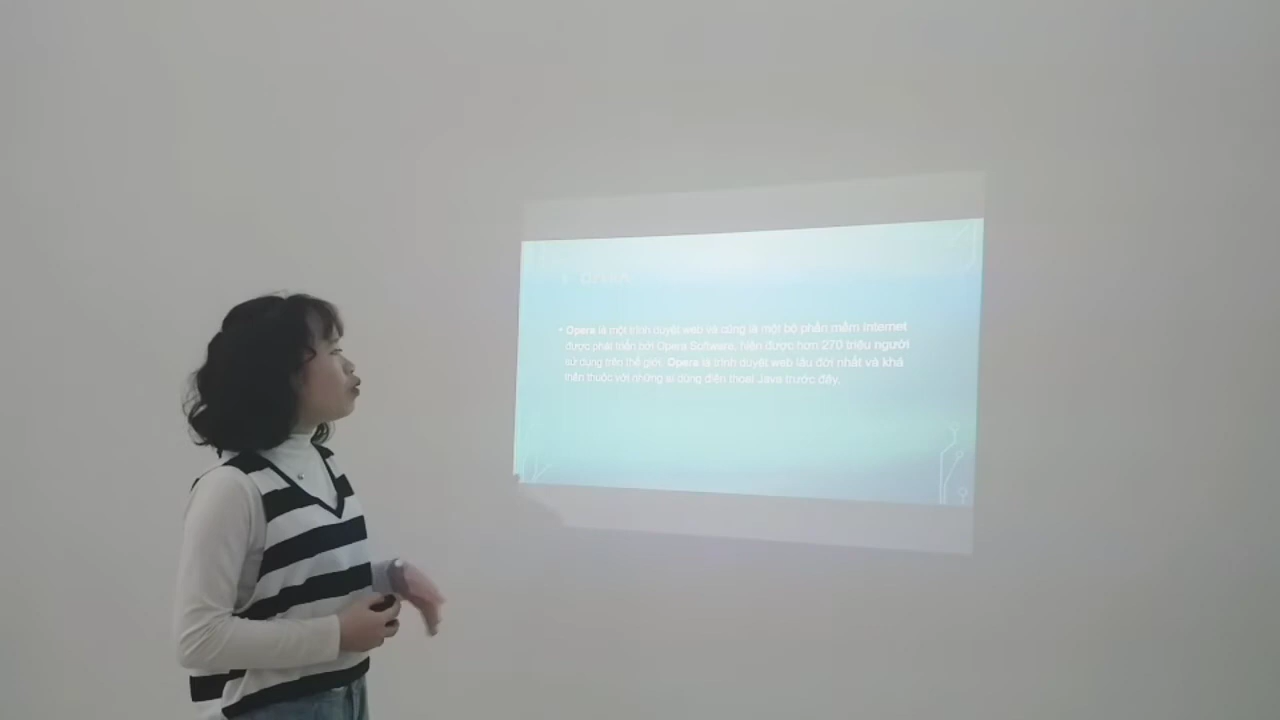 • Opera là một trình duyệt web và cũng là một bộ phần mềm Internet
được phát triển bởi Opera Software, hiện được hơn 270 triệu người
sử dụng trên thế giới. Opera là trình duyệt web lâu đời nhất và khá
thân thuộc với những ai dùng điện thoại Java trước đây.